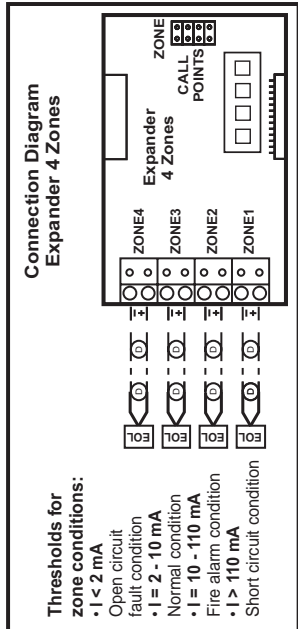 Connection Diagram
Expander 4 Zones
Thresholds for
zone conditions:
• I < 2 mA
Open circuit
fault condition
• I = 2 - 10 mA
Normal condition
• I = 10 - 110 mA
Fire alarm condition
• I > 110 mA
Short circuit condition
EOL
D
D
- +
ZONE4
EOL
D
D
- +
ZONE3
EOL
D
D
- +
ZONE2
EOL
D
D
- +
ZONE1
Expander
4 Zones
ZONE
CALL
POINTS